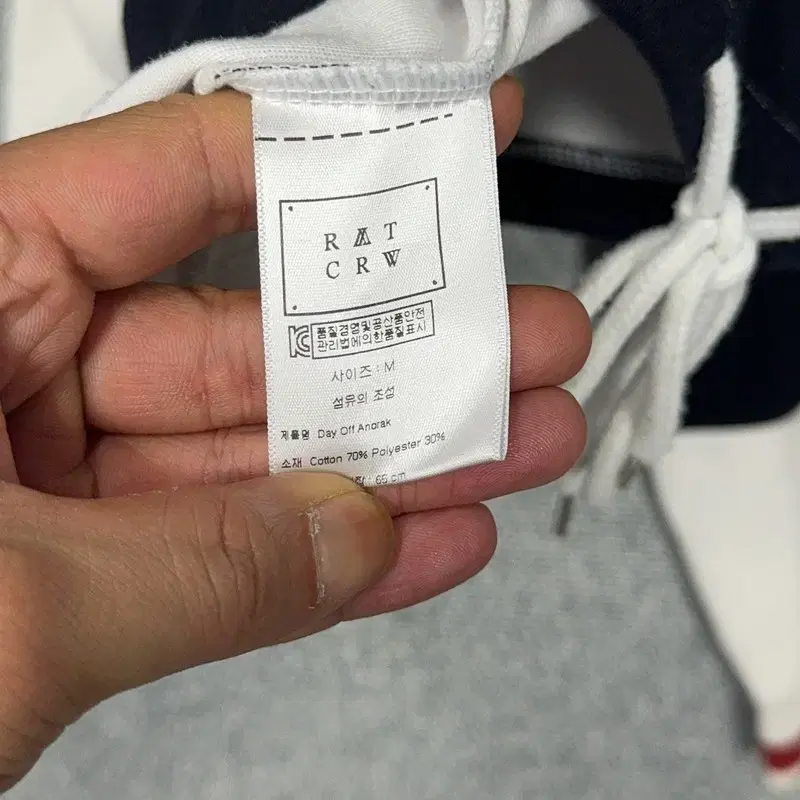 RAT
CRW
품질경영및공산품안전
관리법에의한품질표시
사이즈 : M
섬유의 조성
제품명 Day Off Anorak
소재 Cotton 70% Polyester 30%
: 65 cm